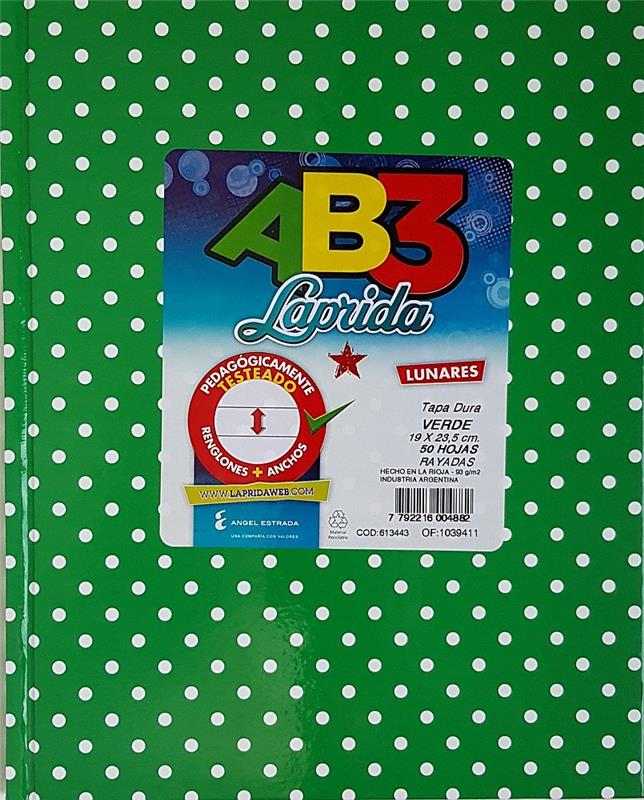 AB3
Laprida
LUNARES
PEDAGÓGICAMENTE
TESTEADO
RENGLONES + ANCHOS
Tapa Dura
VERDE
19 X 23,5 cm.
50 HOJAS
RAYADAS
HECHO EN LA RIOJA - 93 g/m2
INDUSTRIA ARGENTINA
WWW.LAPRIDAWEB.COM
ANGEL ESTRADA
UNA COMPAÑÍA CON VALORES
Material
Reciclable
7 792216 004882
COD:613443 OF:1039411